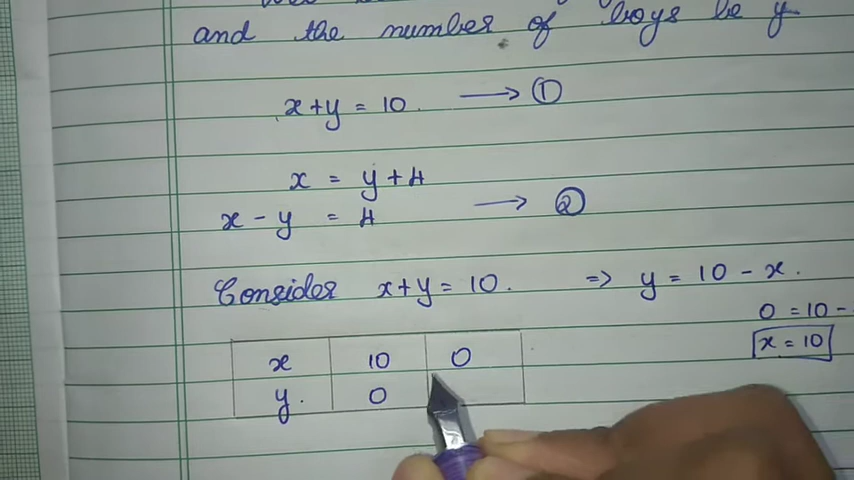 and the number of boys be y
x + y = 10. → ①
x = y + 4
x - y = 4 → ②
Consider x + y = 10. ⇒ y = 10 - x.
0 = 10 -
x = 10
x 10 0
y. 0